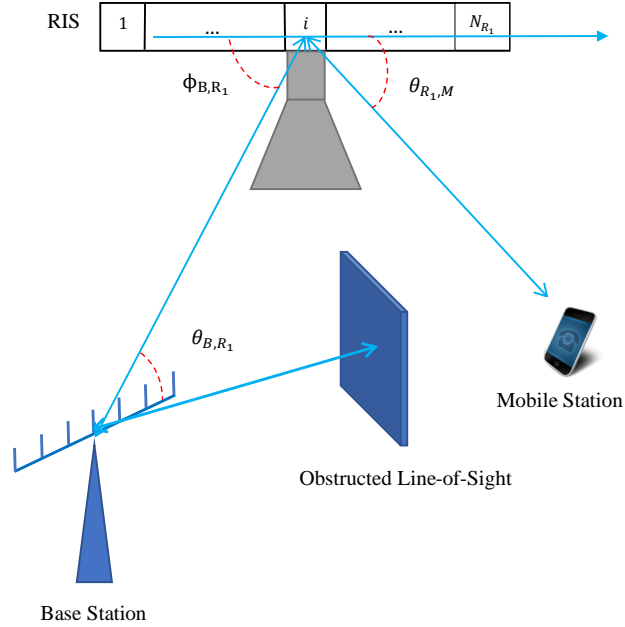 RIS 1 ... i ... N_{R_1}
ϕ_{B,R_1}
θ_{R_1,M}
θ_{B,R_1}
Mobile Station
Obstructed Line-of-Sight
Base Station